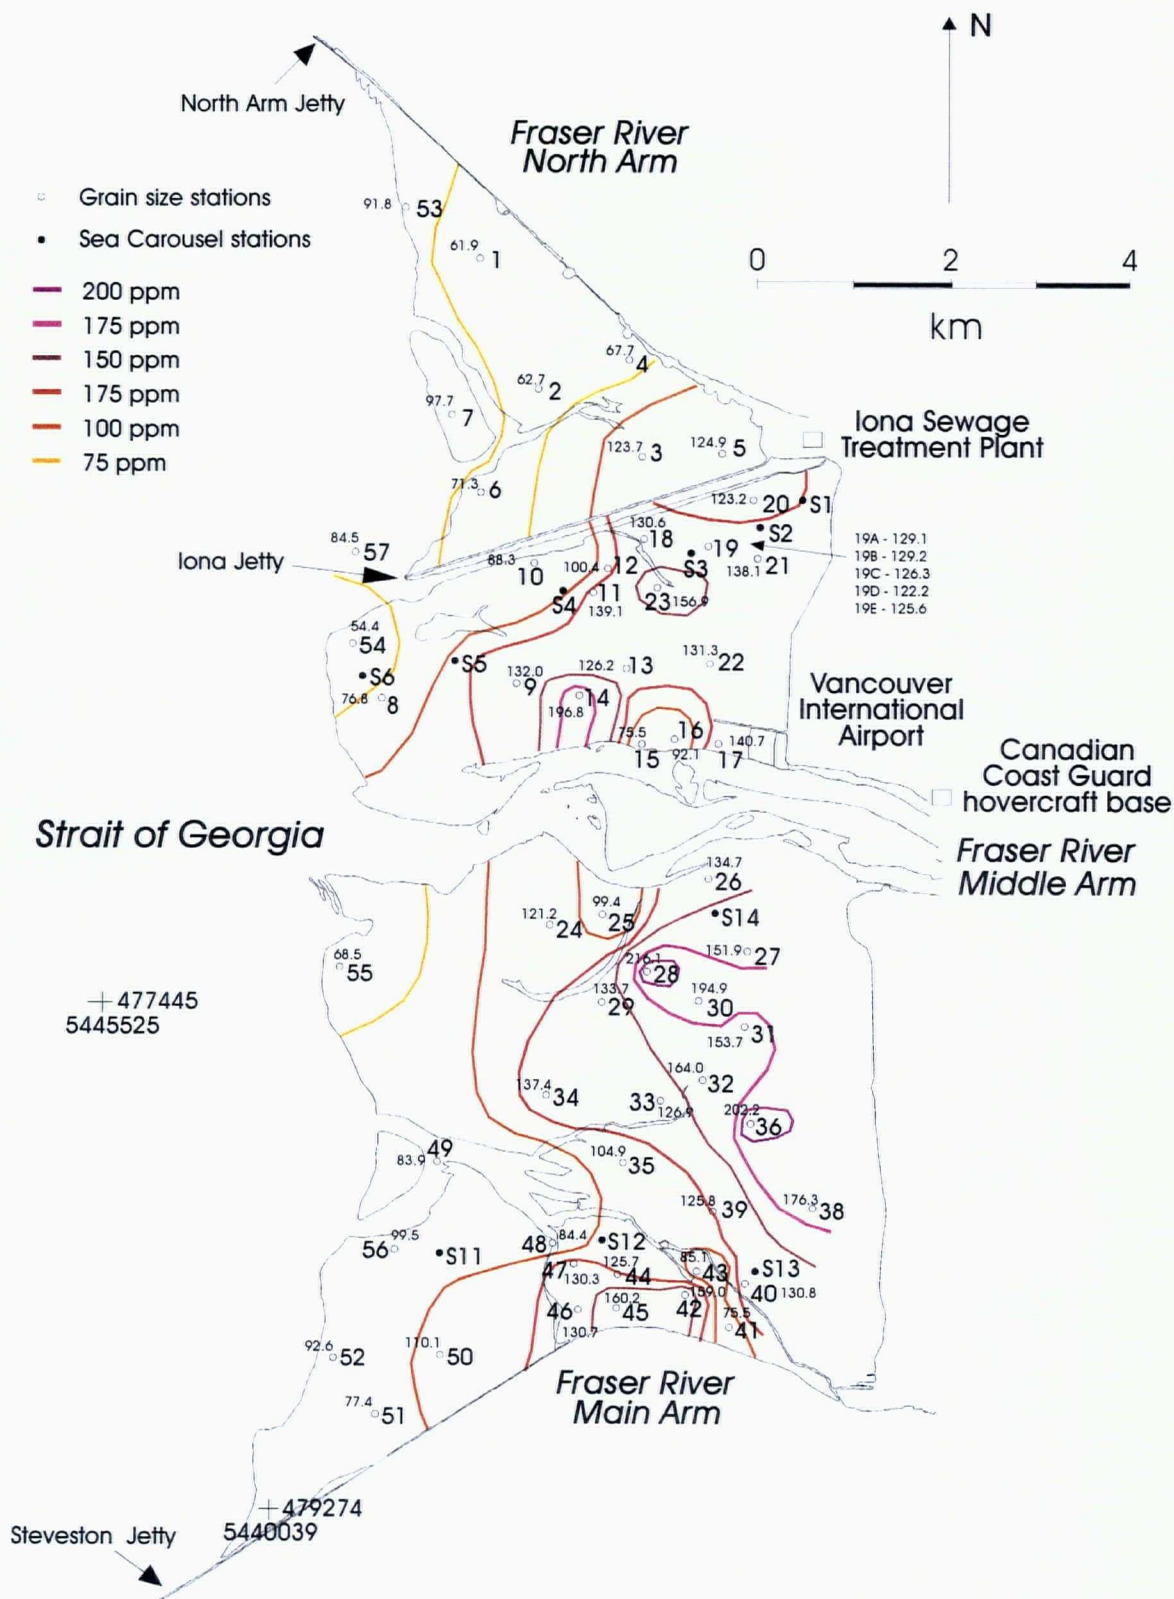 N
North Arm Jetty
Fraser River
North Arm
Grain size stations
Sea Carousel stations
200 ppm
175 ppm
150 ppm
175 ppm
100 ppm
75 ppm
0 2 4
km
91.8 53
61.9 1
67.7 4
62.7 2
97.7 7
Iona Sewage
Treatment Plant
123.7 3
124.9 5
71.3 6
123.2 20 S1
130.6 18
S2
84.5 57
Iona Jetty
88.3 10
100.4 12
19
S3
138.1 21
19A - 129.1
19B - 129.2
19C - 126.3
19D - 122.2
19E - 125.6
S4
11
139.1
23 156.9
54.4
54
S5
S6
76.8 8
132.0
9
126.2 13
131.3 22
14
196.8
75.5
15
16
92.1
17 140.7
Vancouver
International
Airport
Canadian
Coast Guard
hovercraft base
Strait of Georgia
Fraser River
Middle Arm
134.7
26
121.2 24
99.4
25
S14
151.9 27
68.5
55
216.1
28
133.7
29
194.9
30
31
153.7
477445
5445525
164.0
32
137.4
34
33
126.9
202.2
36
49
83.9
104.9
35
125.8 39
176.3 38
99.5
56
S11
48 84.4
S12
47
130.3
125.7
44
85.1
43
S13
40 130.8
46
130.7
160.2
45
42
159.0
75.5
41
92.6 52
110.1 50
77.4
51
Fraser River
Main Arm
479274
5440039
Steveston Jetty